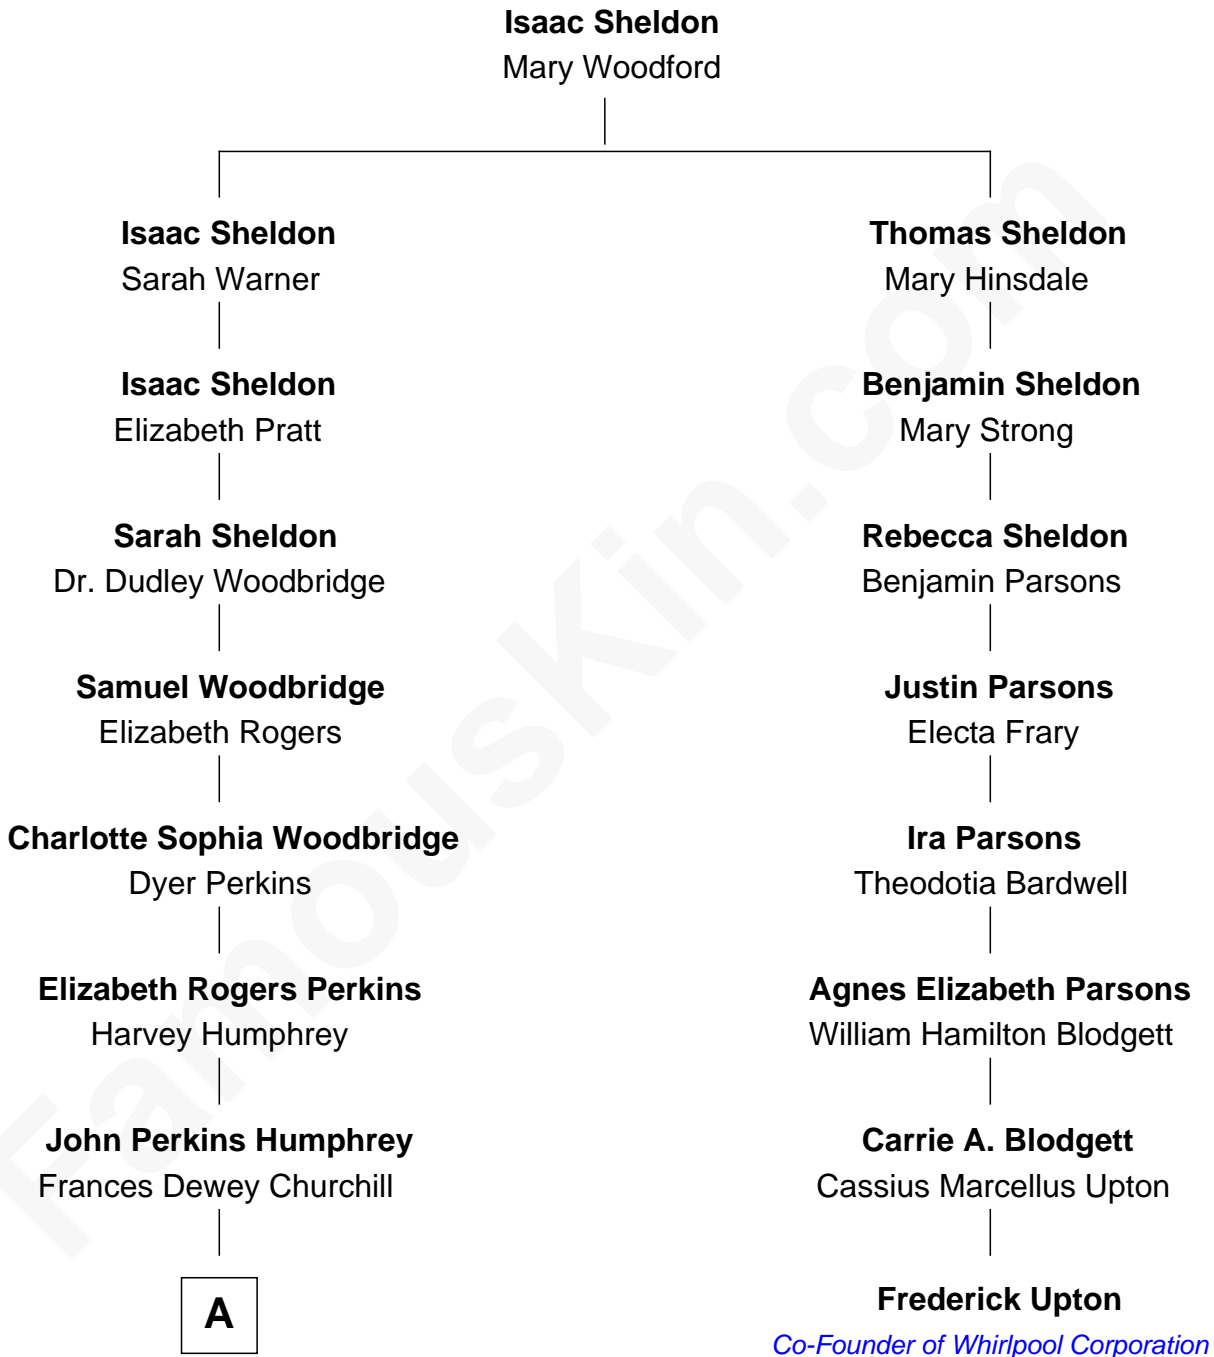 Isaac Sheldon
Mary Woodford
Isaac Sheldon
Sarah Warner
Isaac Sheldon
Elizabeth Pratt
Sarah Sheldon
Dr. Dudley Woodbridge
Samuel Woodbridge
Elizabeth Rogers
Charlotte Sophia Woodbridge
Dyer Perkins
Elizabeth Rogers Perkins
Harvey Humphrey
John Perkins Humphrey
Frances Dewey Churchill
A
Thomas Sheldon
Mary Hinsdale
Benjamin Sheldon
Mary Strong
Rebecca Sheldon
Benjamin Parsons
Justin Parsons
Electa Frary
Ira Parsons
Theodotia Bardwell
Agnes Elizabeth Parsons
William Hamilton Blodgett
Carrie A. Blodgett
Cassius Marcellus Upton
Frederick Upton
Co-Founder of Whirlpool Corporation
FamousKin.com